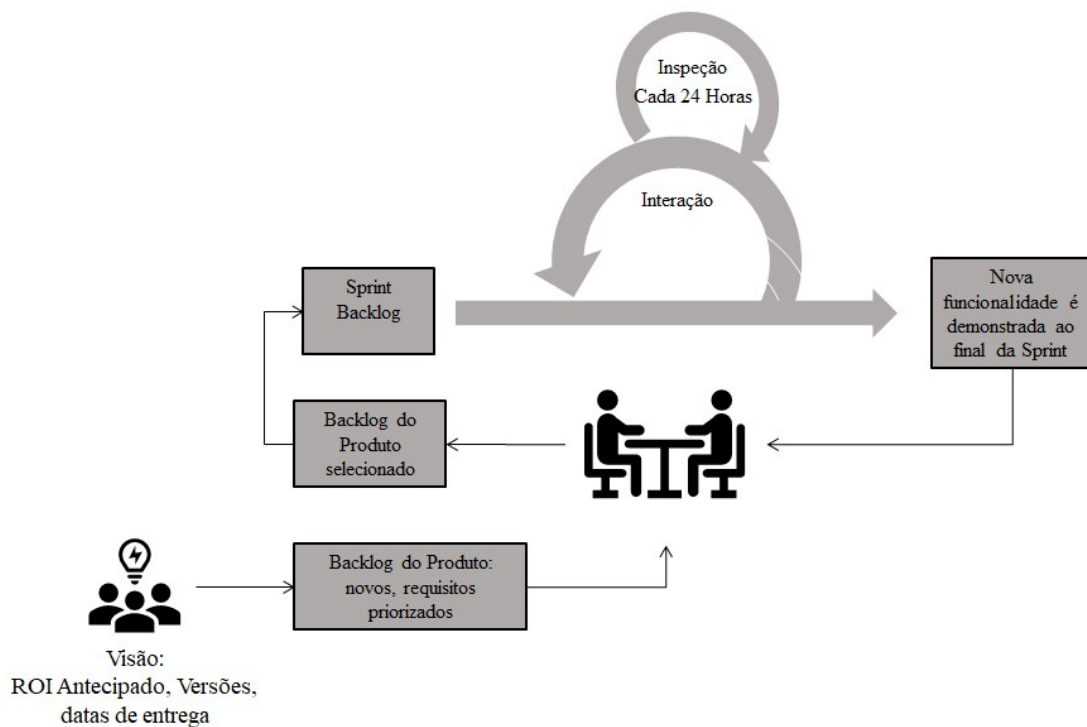 Inspeção
Cada 24 Horas
Interação
Sprint
Backlog
Nova
funcionalidade é
demonstrada ao
final da Sprint
Backlog do
Produto
selecionado
Backlog do Produto:
novos, requisitos
priorizados
Visão:
ROI Antecipado, Versões,
datas de entrega